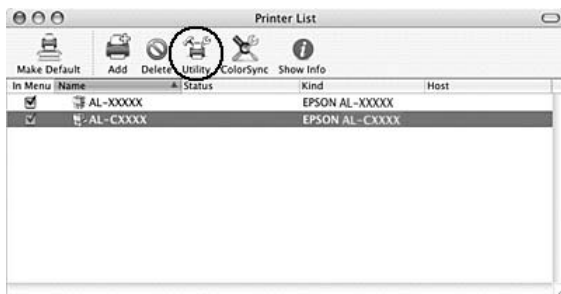 Printer List
Make Default Add Delete Utility ColorSync Show Info
In Menu Name Status Kind Host
AL-XXXXX EPSON AL-XXXXX
AL-CXXXX EPSON AL-CXXXX